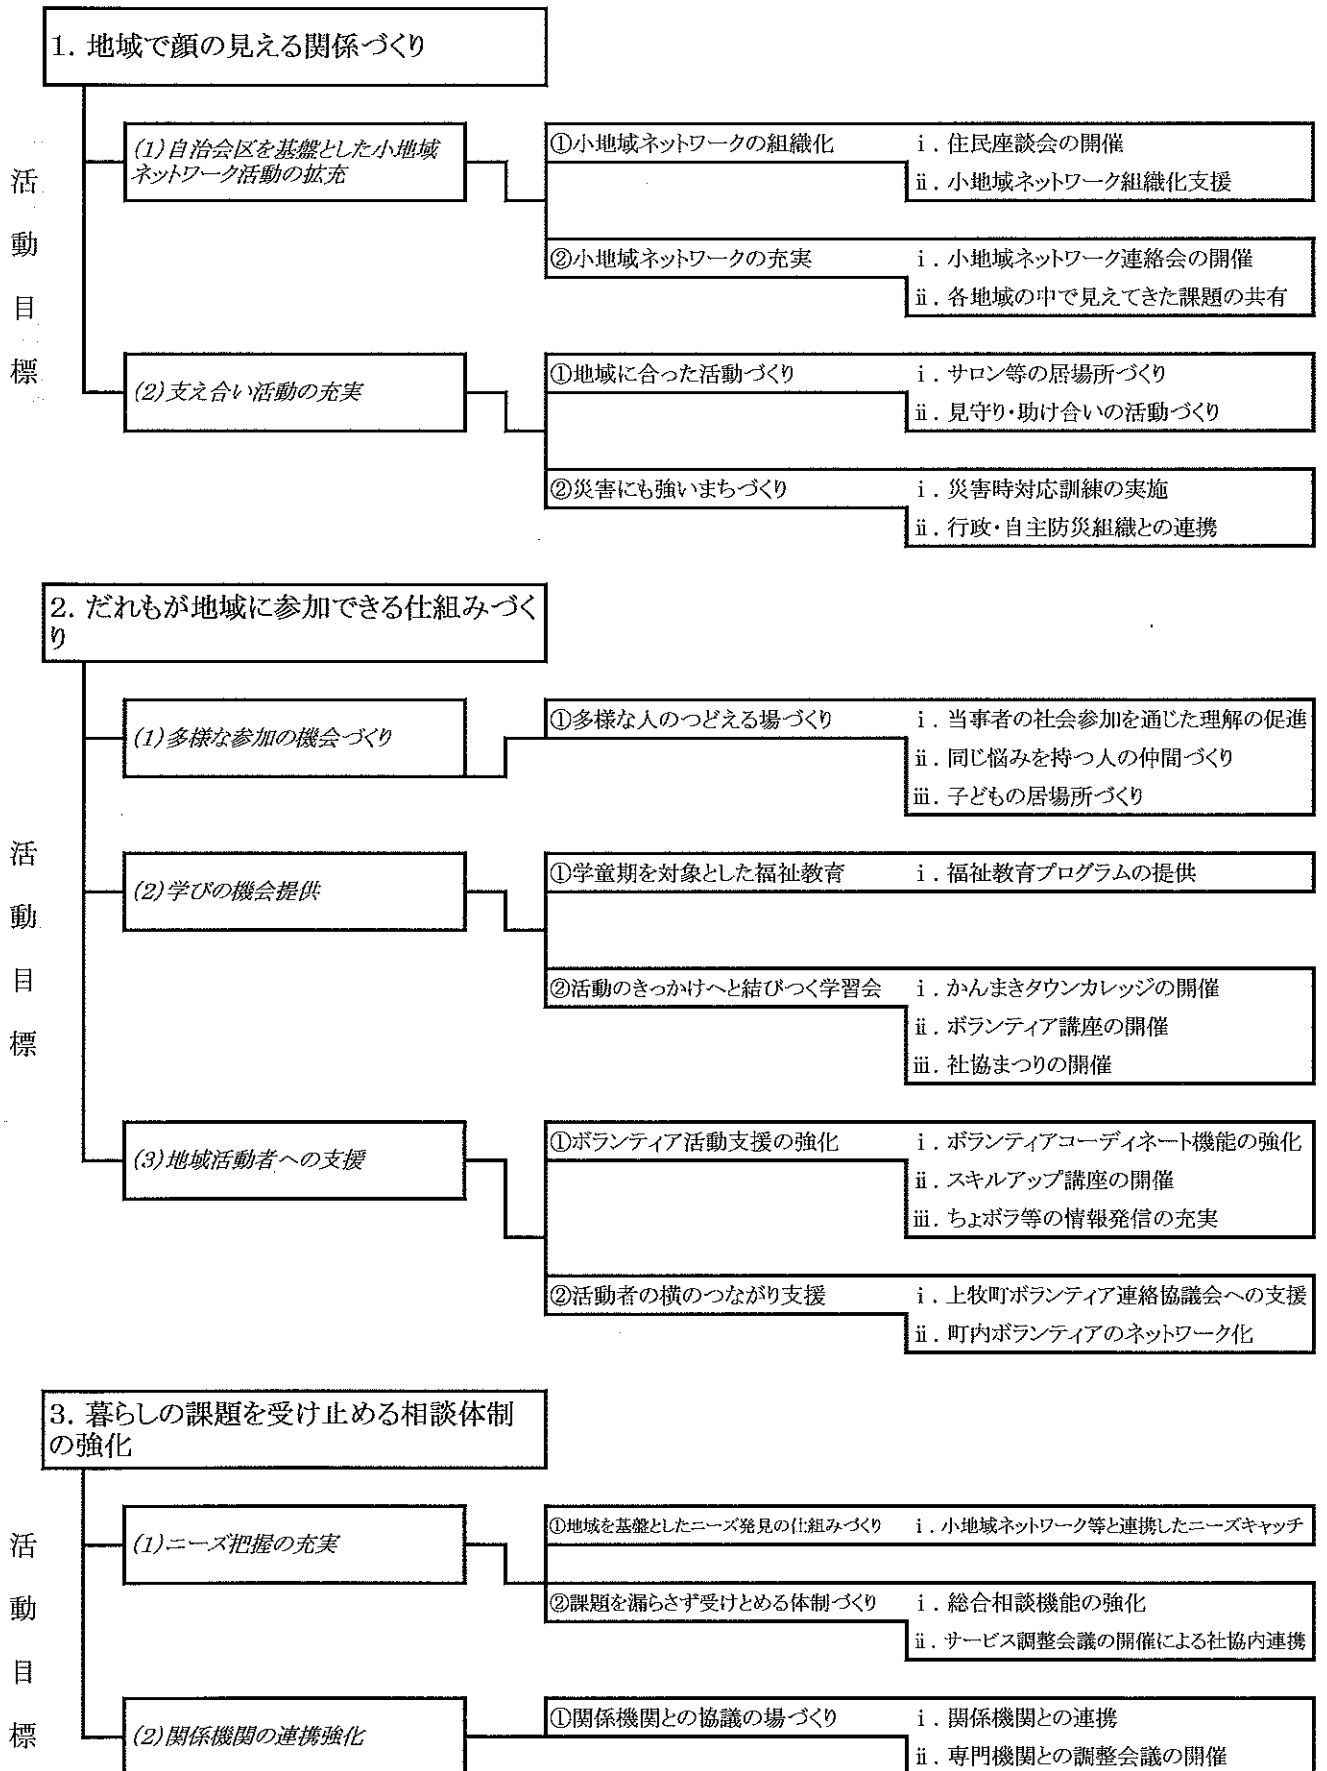 1. 地域で顔の見える関係づくり
活動目標
(1)自治会区を基盤とした小地域
ネットワーク活動の拡充
①小地域ネットワークの組織化
ⅰ. 住民座談会の開催
ⅱ. 小地域ネットワーク組織化支援
②小地域ネットワークの充実
ⅰ. 小地域ネットワーク連絡会の開催
ⅱ. 各地域の中で見えてきた課題の共有
(2)支え合い活動の充実
①地域に合った活動づくり
ⅰ. サロン等の居場所づくり
ⅱ. 見守り・助け合いの活動づくり
②災害にも強いまちづくり
ⅰ. 災害時対応訓練の実施
ⅱ. 行政・自主防災組織との連携
2. だれもが地域に参加できる仕組みづく
り
活動目標
(1)多様な参加の機会づくり
①多様な人のつどえる場づくり
ⅰ. 当事者の社会参加を通じた理解の促進
ⅱ. 同じ悩みを持つ人の仲間づくり
ⅲ. 子どもの居場所づくり
(2)学びの機会提供
①学童期を対象とした福祉教育
ⅰ. 福祉教育プログラムの提供
②活動のきっかけへと結びつく学習会
ⅰ. かんまきタウンカレッジの開催
ⅱ. ボランティア講座の開催
ⅲ. 社協まつりの開催
(3)地域活動者への支援
①ボランティア活動支援の強化
ⅰ. ボランティアコーディネート機能の強化
ⅱ. スキルアップ講座の開催
ⅲ. ちょボラ等の情報発信の充実
②活動者の横のつながり支援
ⅰ. 上牧町ボランティア連絡協議会への支援
ⅱ. 町内ボランティアのネットワーク化
3. 暮らしの課題を受け止める相談体制
の強化
活動目標
(1)ニーズ把握の充実
①地域を基盤としたニーズ発見の仕組みづくり
ⅰ. 小地域ネットワーク等と連携したニーズキャッチ
②課題を漏らさず受けとめる体制づくり
ⅰ. 総合相談機能の強化
ⅱ. サービス調整会議の開催による社協内連携
(2)関係機関の連携強化
①関係機関との協議の場づくり
ⅰ. 関係機関との連携
ⅱ. 専門機関との調整会議の開催